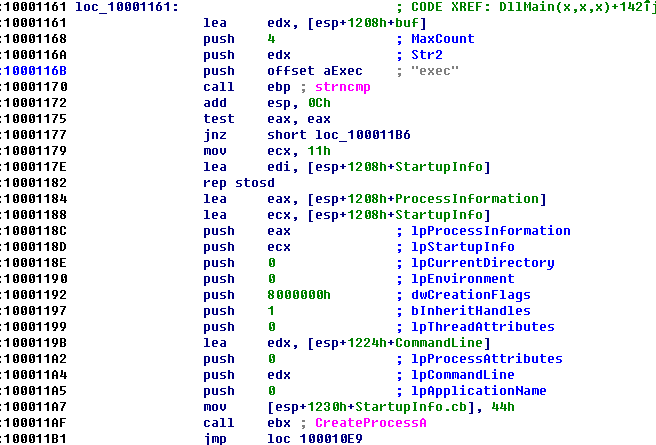 :10001161 loc_10001161: ; CODE XREF: DllMain(x,x,x)+142↑j
:10001161 lea edx, [esp+1208h+buf]
:10001168 push 4 ; MaxCount
:1000116A push edx ; Str2
:1000116B push offset aExec ; "exec"
:10001170 call ebp ; strncmp
:10001172 add esp, 0Ch
:10001175 test eax, eax
:10001177 jnz short loc_100011B6
:10001179 mov ecx, 11h
:1000117E lea edi, [esp+1208h+StartupInfo]
:10001182 rep stosd
:10001184 lea eax, [esp+1208h+ProcessInformation]
:10001188 lea ecx, [esp+1208h+StartupInfo]
:1000118C push eax ; lpProcessInformation
:1000118D push ecx ; lpStartupInfo
:1000118E push 0 ; lpCurrentDirectory
:10001190 push 0 ; lpEnvironment
:10001192 push 8000000h ; dwCreationFlags
:10001197 push 1 ; bInheritHandles
:10001199 push 0 ; lpThreadAttributes
:1000119B lea edx, [esp+1224h+CommandLine]
:100011A2 push 0 ; lpProcessAttributes
:100011A4 push edx ; lpCommandLine
:100011A5 push 0 ; lpApplicationName
:100011A7 mov [esp+1230h+StartupInfo.cb], 44h
:100011AF call ebx ; CreateProcessA
:100011B1 jmp loc_100010E9